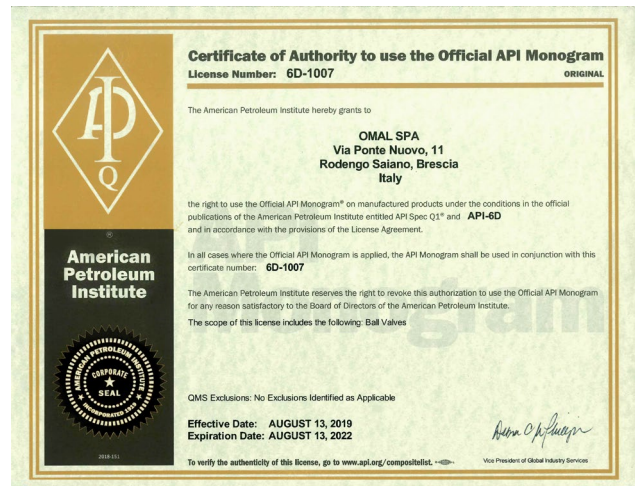 Certificate of Authority to use the Official API Monogram
License Number: 6D-1007
ORIGINAL
The American Petroleum Institute hereby grants to
OMAL SPA
Via Ponte Nuovo, 11
Rodengo Saiano, Brescia
Italy
the right to use the Official API Monogram® on manufactured products under the conditions in the official
publications of the American Petroleum Institute entitled API Spec Q1® and API-6D
and in accordance with the provisions of the License Agreement.
In all cases where the Official API Monogram is applied, the API Monogram shall be used in conjunction with this
certificate number: 6D-1007
The American Petroleum Institute reserves the right to revoke this authorization to use the Official API Monogram
for any reason satisfactory to the Board of Directors of the American Petroleum Institute.
The scope of this license includes the following: Ball Valves
QMS Exclusions: No Exclusions Identified as Applicable
Effective Date: AUGUST 13, 2019
Expiration Date: AUGUST 13, 2022
To verify the authenticity of this license, go to www.api.org/compositelist.
Vice President of Global Industry Services
API
Q
®
American
Petroleum
Institute
AMERICAN PETROLEUM INSTITUTE
CORPORATE
SEAL
INCORPORATED 1919
API
Monogram